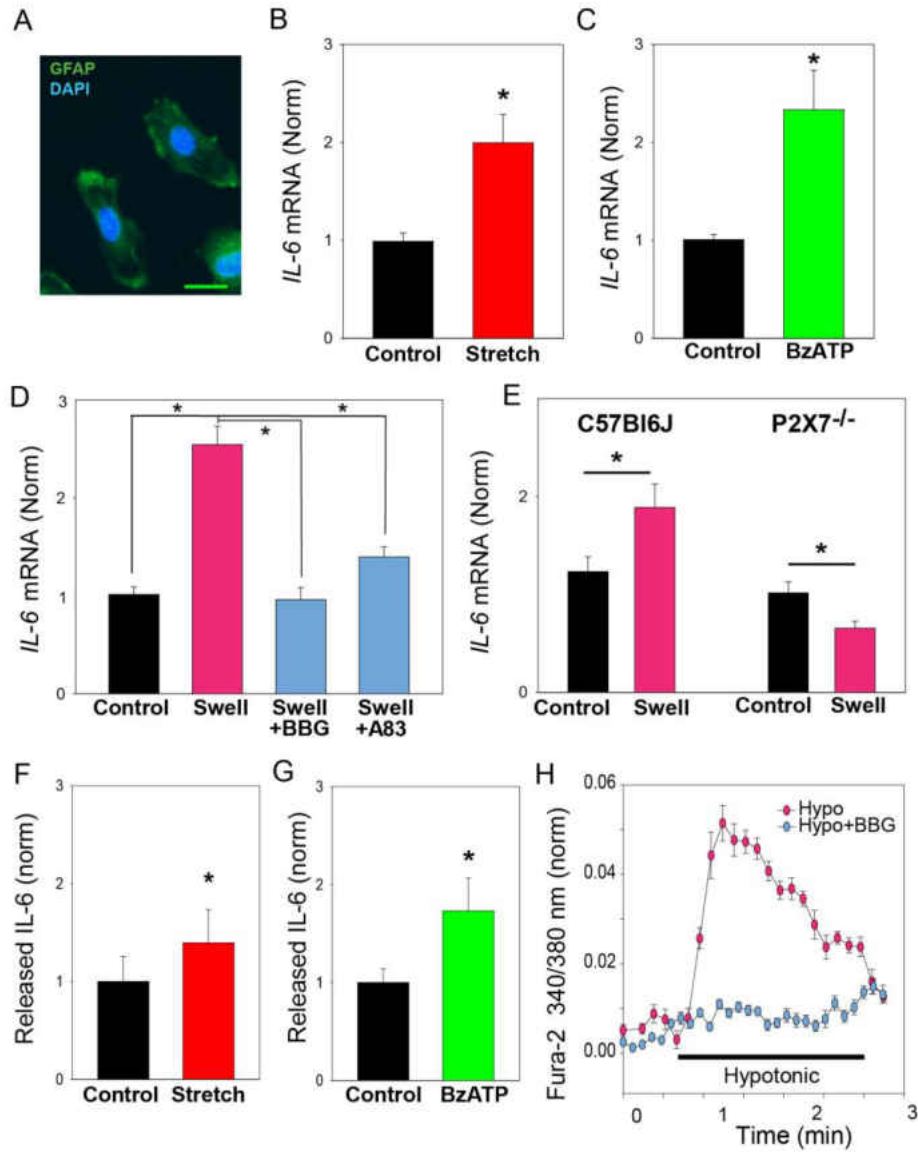 A
GFAP
DAPI
B
IL-6 mRNA (Norm)
3
2
1
0
*
Control Stretch
C
IL-6 mRNA (Norm)
3
2
1
0
*
Control BzATP
D
IL-6 mRNA (Norm)
3
2
1
0
* * *
Control Swell Swell Swell
+BBG +A83
E
IL-6 mRNA (Norm)
2
0
C57Bl6J P2X7-/-
* *
Control Swell Control Swell
F
Released IL-6 (norm)
3
2
1
0
*
Control Stretch
G
Released IL-6 (norm)
3
2
1
0
*
Control BzATP
H
Fura-2 340/380 nm (norm)
0.06
0.04
0.02
0.00
Hypo
Hypo+BBG
Hypotonic
0 1 2 3
Time (min)